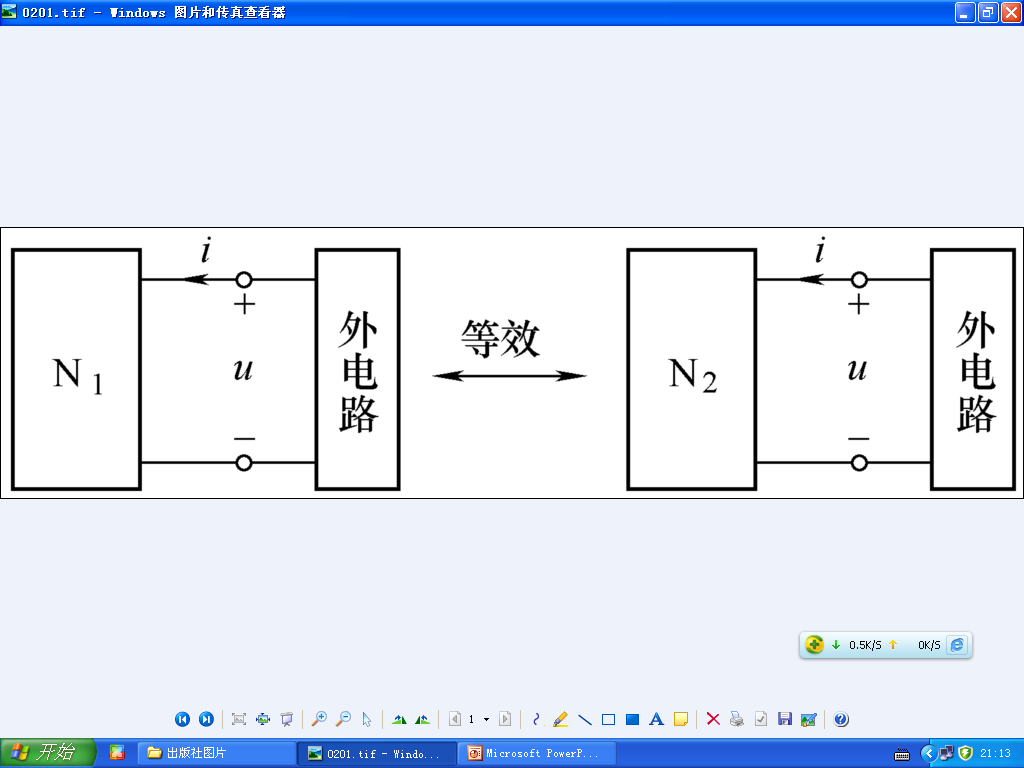 0201.tif - Windows 图片和传真查看器
i
i
+
+
外电路
外电路
等效
N1
u
N2
u
−
−
0.5K/S 0K/S
1
开始
出版社图片
0201.tif - Windo...
Microsoft PowerP...
21:13